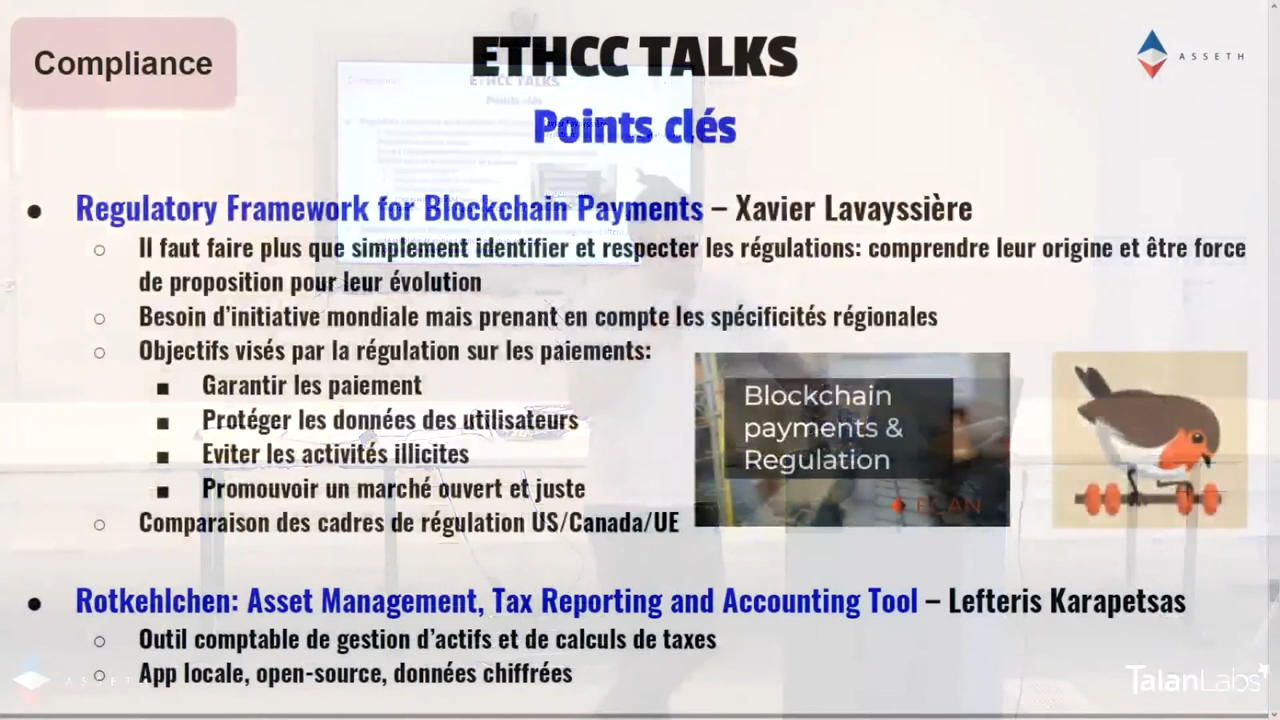 Compliance
ETHCC TALKS
ASSETH
Points clés
Regulatory Framework for Blockchain Payments – Xavier Lavayssière
Il faut faire plus que simplement identifier et respecter les régulations: comprendre leur origine et être force
de proposition pour leur évolution
Besoin d'initiative mondiale mais prenant en compte les spécificités régionales
Objectifs visés par la régulation sur les paiements:
Garantir les paiement
Protéger les données des utilisateurs
Eviter les activités illicites
Promouvoir un marché ouvert et juste
Comparaison des cadres de régulation US/Canada/UE
Blockchain
payments &
Regulation
ECAN
Rotkehlchen: Asset Management, Tax Reporting and Accounting Tool – Lefteris Karapetsas
Outil comptable de gestion d'actifs et de calculs de taxes
App locale, open-source, données chiffrées
TalanLabs